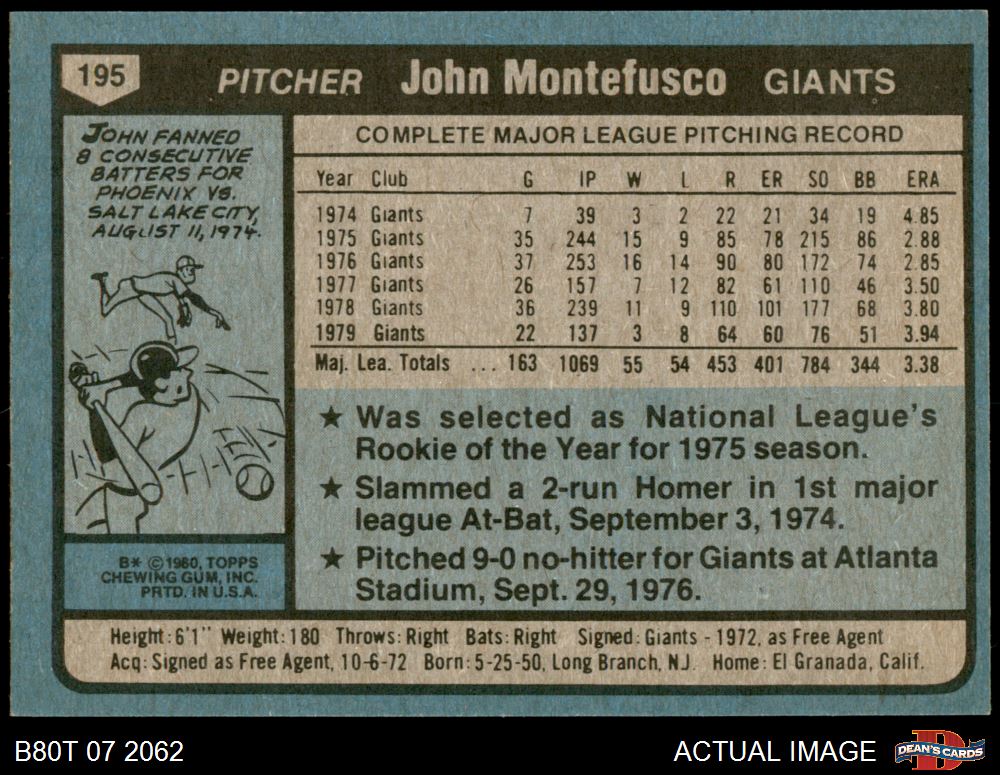 195 PITCHER John Montefusco GIANTS
JOHN FANNED
8 CONSECUTIVE
BATTERS FOR
PHOENIX VS.
SALT LAKE CITY,
AUGUST 11, 1974.
COMPLETE MAJOR LEAGUE PITCHING RECORD
Year Club G IP W L R ER SO BB ERA
1974 Giants 7 39 3 2 22 21 34 19 4.85
1975 Giants 35 244 15 9 85 78 215 86 2.88
1976 Giants 37 253 16 14 90 80 172 74 2.85
1977 Giants 26 157 7 12 82 61 110 46 3.50
1978 Giants 36 239 11 9 110 101 177 68 3.80
1979 Giants 22 137 3 8 64 60 76 51 3.94
Maj. Lea. Totals ... 163 1069 55 54 453 401 784 344 3.38
★ Was selected as National League's
Rookie of the Year for 1975 season.
★ Slammed a 2-run Homer in 1st major
league At-Bat, September 3, 1974.
★ Pitched 9-0 no-hitter for Giants at Atlanta
Stadium, Sept. 29, 1976.
B* ©1980, TOPPS
CHEWING GUM, INC.
PRTD. IN U.S.A.
Height: 6'1" Weight: 180 Throws: Right Bats: Right Signed: Giants - 1972, as Free Agent
Acq: Signed as Free Agent, 10-6-72 Born: 5-25-50, Long Branch, N.J. Home: El Granada, Calif.
B80T 07 2062 ACTUAL IMAGE DEAN'S CARDS